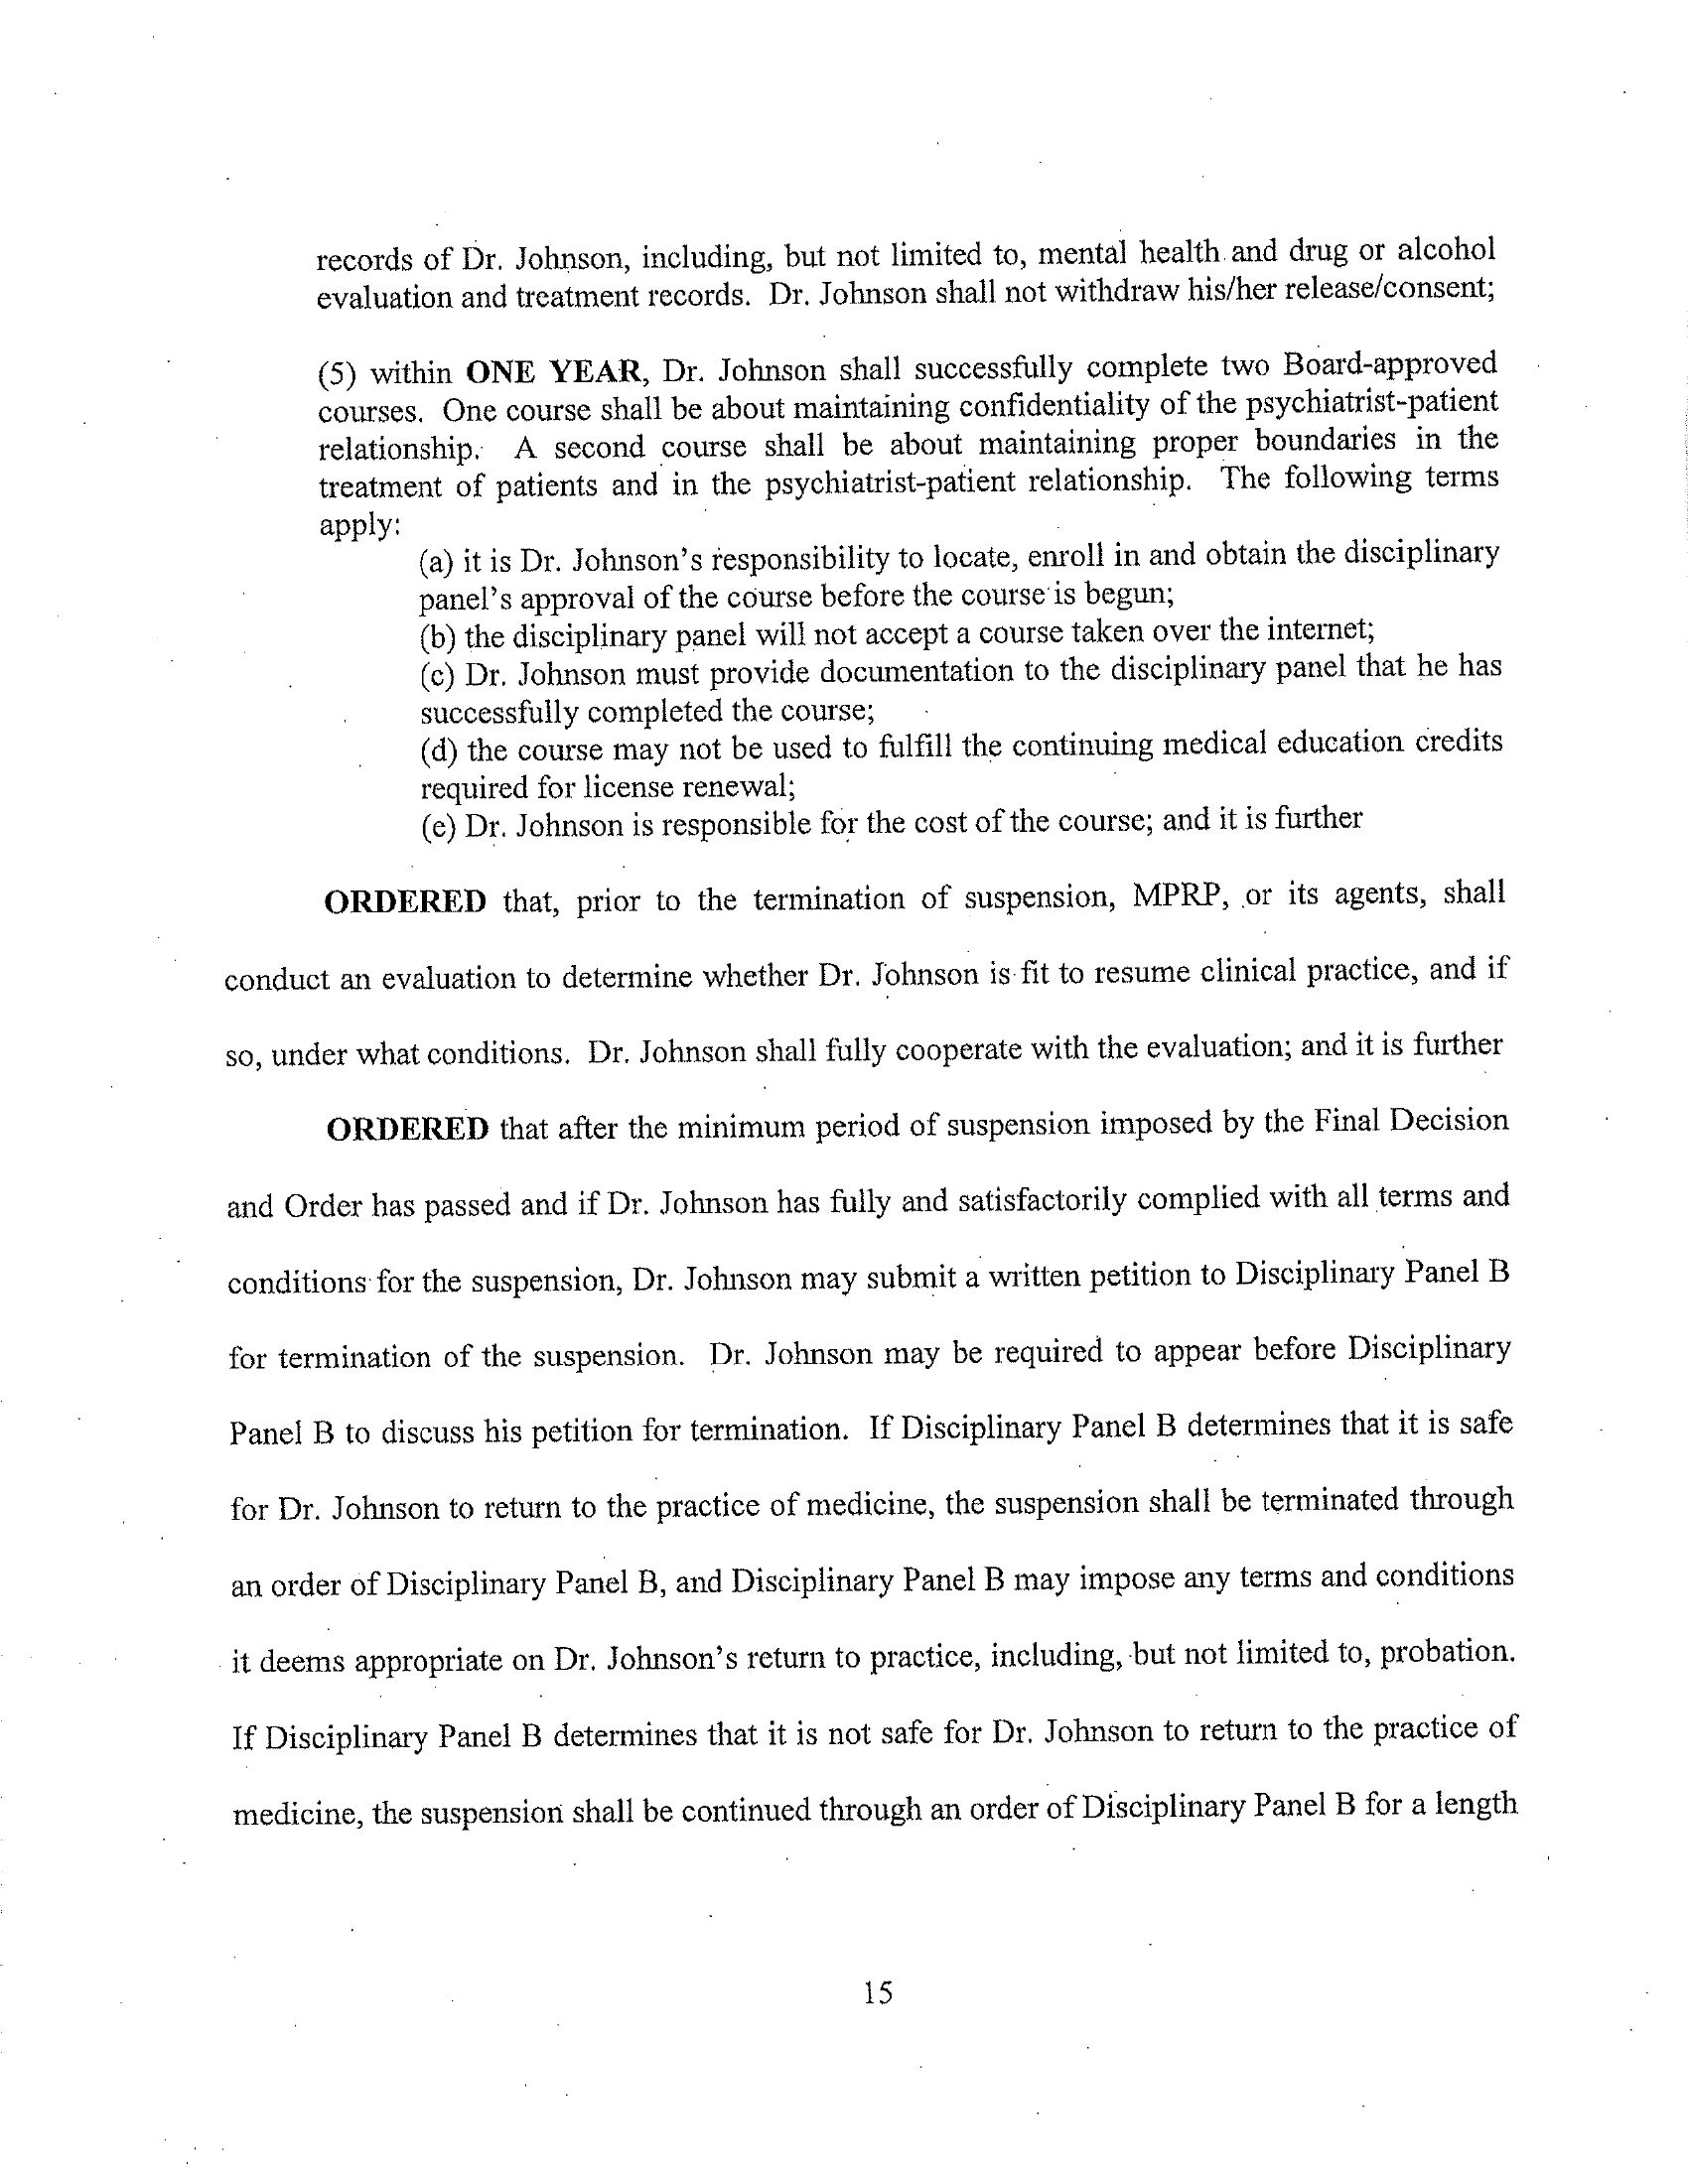 records of Dr. Johnson, including, but not limited to, mental health and drug or alcohol
evaluation and treatment records. Dr. Johnson shall not withdraw his/her release/consent;
(5) within ONE YEAR, Dr. Johnson shall successfully complete two Board-approved
courses. One course shall be about maintaining confidentiality of the psychiatrist-patient
relationship. A second course shall be about maintaining proper boundaries in the
treatment of patients and in the psychiatrist-patient relationship. The following terms
apply:
(a) it is Dr. Johnson's responsibility to locate, enroll in and obtain the disciplinary
panel's approval of the course before the course is begun;
(b) the disciplinary panel will not accept a course taken over the internet;
(c) Dr. Johnson must provide documentation to the disciplinary panel that he has
successfully completed the course;
(d) the course may not be used to fulfill the continuing medical education credits
required for license renewal;
(e) Dr. Johnson is responsible for the cost of the course; and it is further
ORDERED that, prior to the termination of suspension, MPRP, or its agents, shall
conduct an evaluation to determine whether Dr. Johnson is fit to resume clinical practice, and if
so, under what conditions. Dr. Johnson shall fully cooperate with the evaluation; and it is further
ORDERED that after the minimum period of suspension imposed by the Final Decision
and Order has passed and if Dr. Johnson has fully and satisfactorily complied with all terms and
conditions for the suspension, Dr. Johnson may submit a written petition to Disciplinary Panel B
for termination of the suspension. Dr. Johnson may be required to appear before Disciplinary
Panel B to discuss his petition for termination. If Disciplinary Panel B determines that it is safe
for Dr. Johnson to return to the practice of medicine, the suspension shall be terminated through
an order of Disciplinary Panel B, and Disciplinary Panel B may impose any terms and conditions
it deems appropriate on Dr. Johnson's return to practice, including, but not limited to, probation.
If Disciplinary Panel B determines that it is not safe for Dr. Johnson to return to the practice of
medicine, the suspension shall be continued through an order of Disciplinary Panel B for a length
15